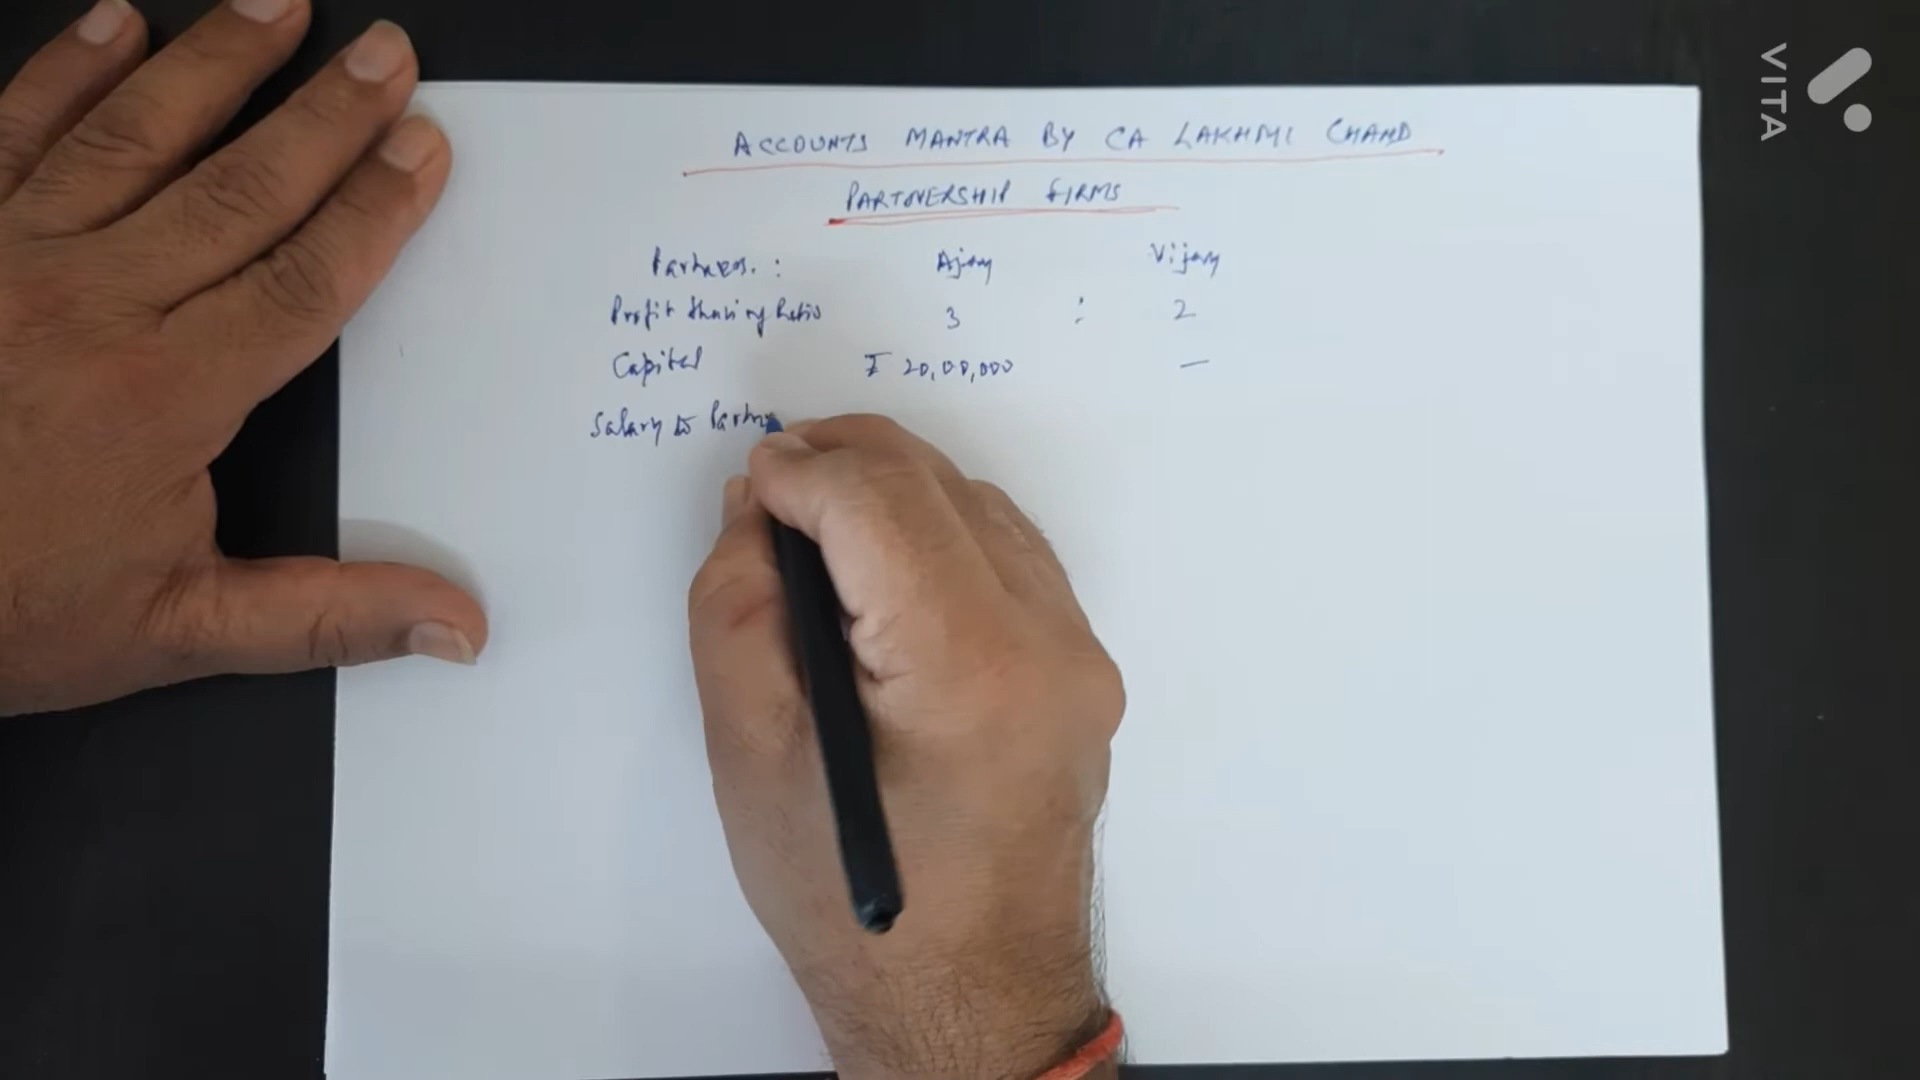 ACCOUNTS MANTRA BY CA LAKHMI CHAND
PARTNERSHIP FIRMS
Partners. : Ajay Vijay
Profit Sharing Ratio 3 : 2
Capital ₹ 20,00,000 —
Salary to Partne
VITA